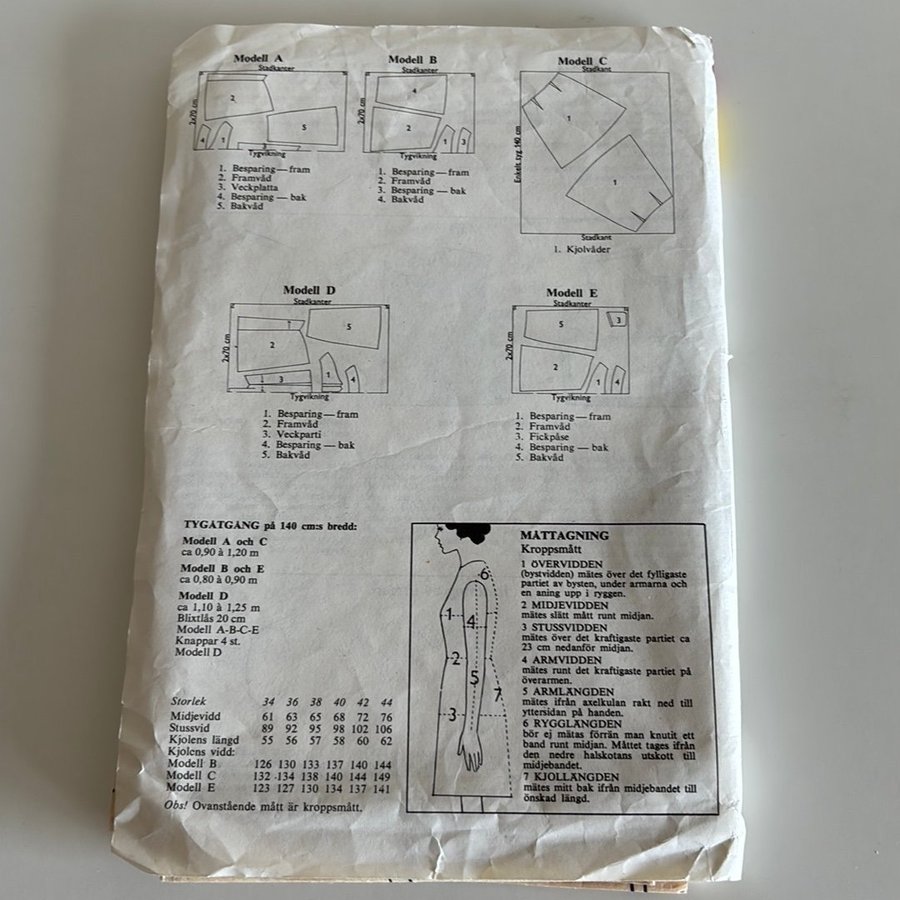 Modell A
Stadkanter
2x70 cm
2
5
4
1
3
Tygvikning
1. Besparing — fram
2. Framvåd
3. Veckplatta
4. Besparing — bak
5. Bakvåd
Modell B
Stadkanter
2x70 cm
4
2
1
3
Tygvikning
1. Besparing — fram
2. Framvåd
3. Besparing — bak
4. Bakvåd
Modell C
Stadkant
Enkelt tyg 140 cm
1
1
Stadkant
1. Kjolvåder
Modell D
Stadkanter
2x70 cm
5
2
1
3
4
Tygvikning
1. Besparing — fram
2. Framvåd
3. Veckparti
4. Besparing — bak
5. Bakvåd
Modell E
Stadkanter
2x70 cm
5
3
2
1
4
Tygvikning
1. Besparing — fram
2. Framvåd
3. Fickpåse
4. Besparing — bak
5. Bakvåd
TYGÅTGÅNG på 140 cm:s bredd:
Modell A och C
ca 0,90 à 1,20 m
Modell B och E
ca 0,80 à 0,90 m
Modell D
ca 1,10 à 1,25 m
Blixtlås 20 cm
Modell A-B-C-E
Knappar 4 st.
Modell D
Storlek 34 36 38 40 42 44
Midjevidd 61 63 65 68 72 76
Stussvid 89 92 95 98 102 106
Kjolens längd 55 56 57 58 60 62
Kjolens vidd:
Modell B 126 130 133 137 140 144
Modell C 132 134 138 140 144 149
Modell E 123 127 130 134 137 141
Obs! Ovanstående mått är kroppsmått.
6
1
4
2
5
7
3
MÅTTAGNING
Kroppsmått
1 ÖVERVIDDEN
(bystvidden) mätes över det fylligaste
partiet av bysten, under armarna och
en aning upp i ryggen.
2 MIDJEVIDDEN
mätes slätt mått runt midjan.
3 STUSSVIDDEN
mätes över det kraftigaste partiet ca
23 cm nedanför midjan.
4 ARMVIDDEN
mätes runt det kraftigaste partiet på
överarmen.
5 ARMLÄNGDEN
mätes ifrån axelkulan rakt ned till
yttersidan på handen.
6 RYGGLÄNGDEN
bör ej mätas förrän man knutit ett
band runt midjan. Måttet tages ifrån
den nedre halskotans utskott till
midjebandet.
7 KJOLLÄNGDEN
mätes mitt bak ifrån midjebandet till
önskad längd.